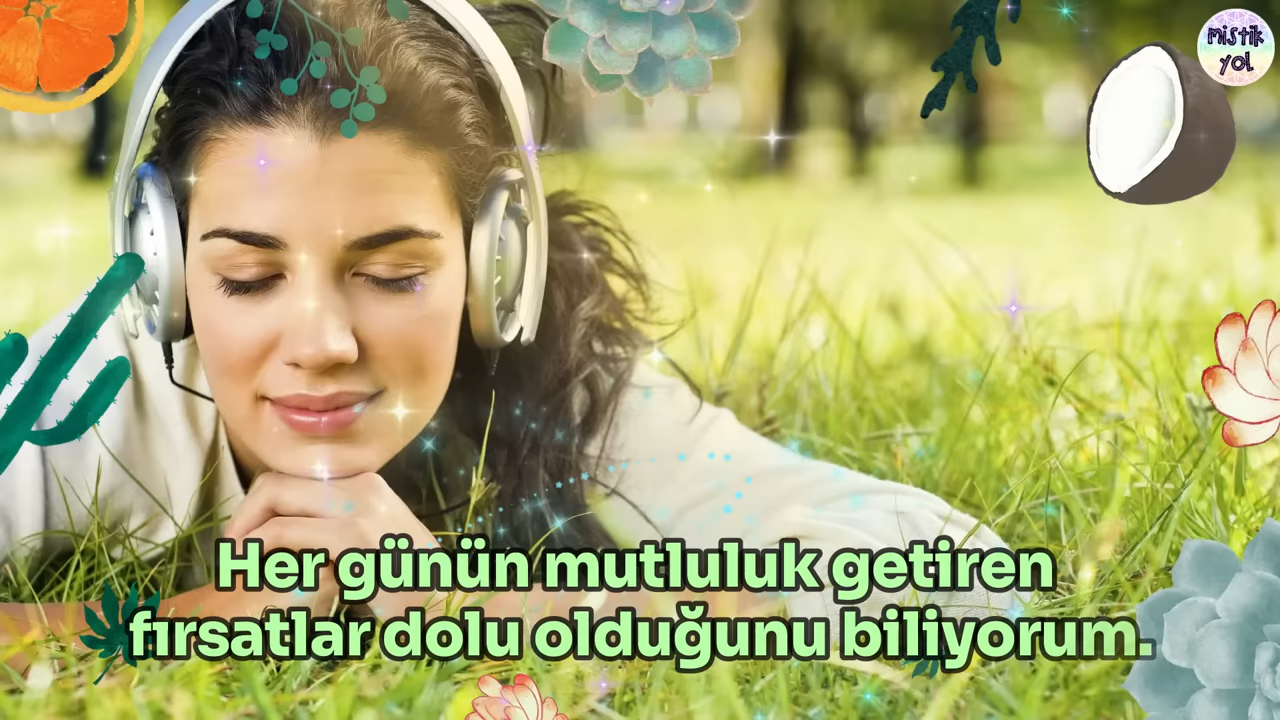 mistik
yol
Her günün mutluluk getiren
fırsatlar dolu olduğunu biliyorum.